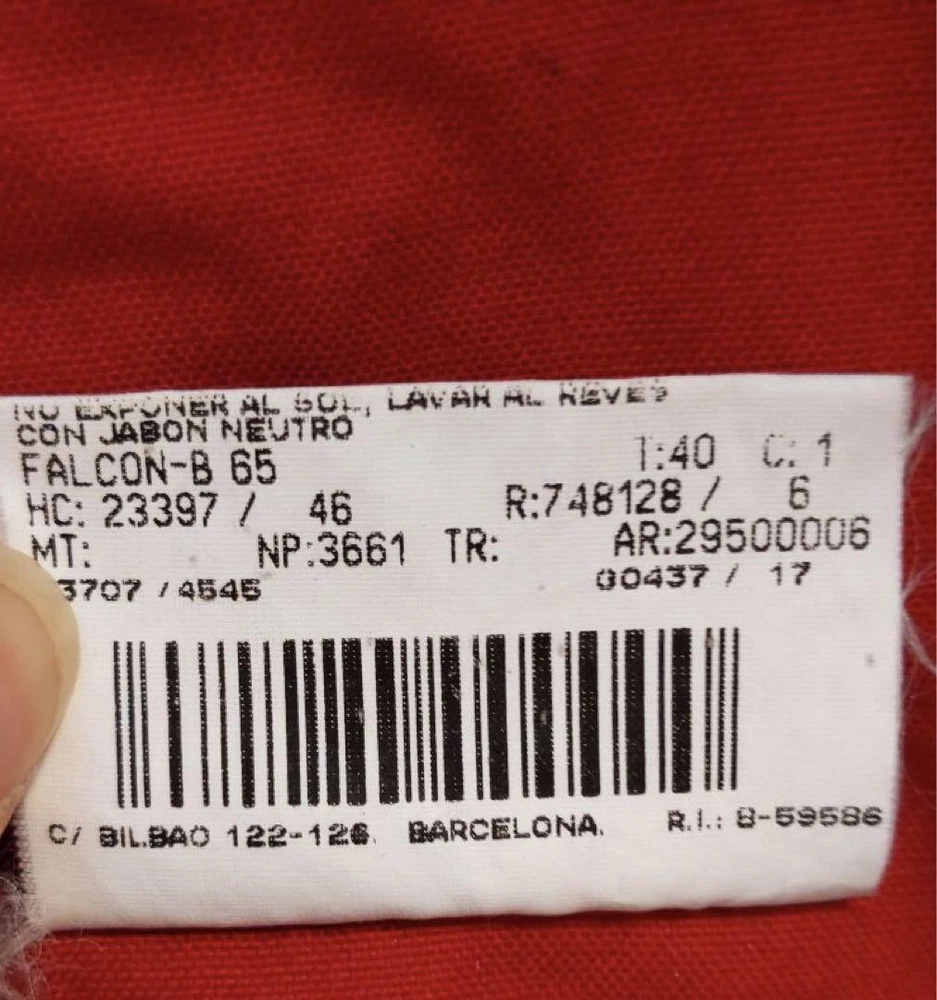 NO EXPONER AL SOL, LAVAR AL REVES
CON JABON NEUTRO
FALCON-B 65 T:40 C: 1
HC: 23397 / 46 R:748128 / 6
MT: NP:3661 TR: AR:29500006
3707 / 4545 00437 / 17
C/ BILBAO 122-126. BARCELONA. R.I.: 8-59586